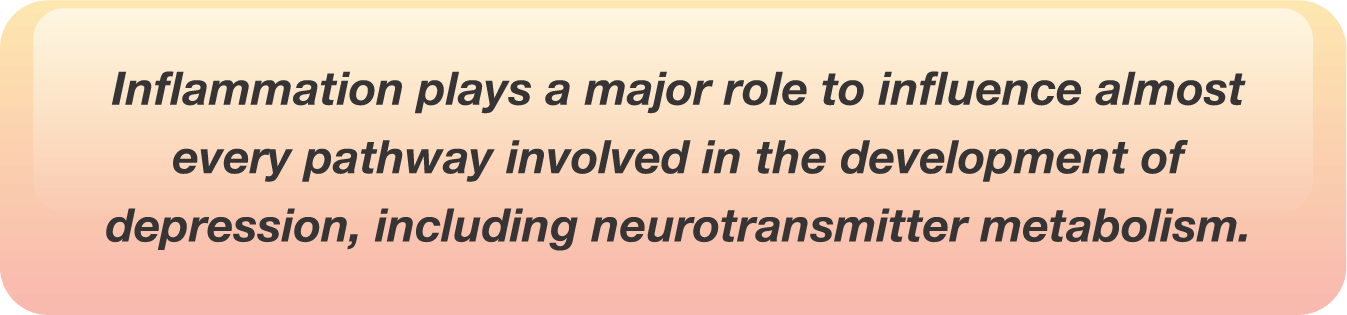 Inflammation plays a major role to influence almost
every pathway involved in the development of
depression, including neurotransmitter metabolism.